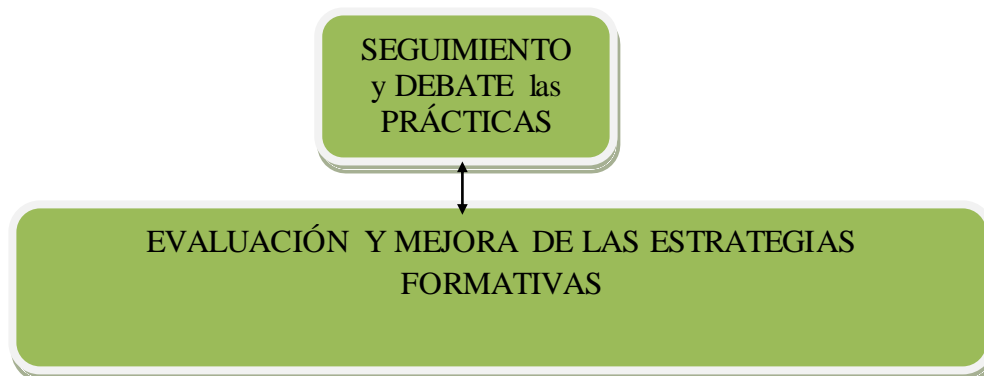 SEGUIMIENTO
y DEBATE las
PRÁCTICAS
EVALUACIÓN Y MEJORA DE LAS ESTRATEGIAS
FORMATIVAS